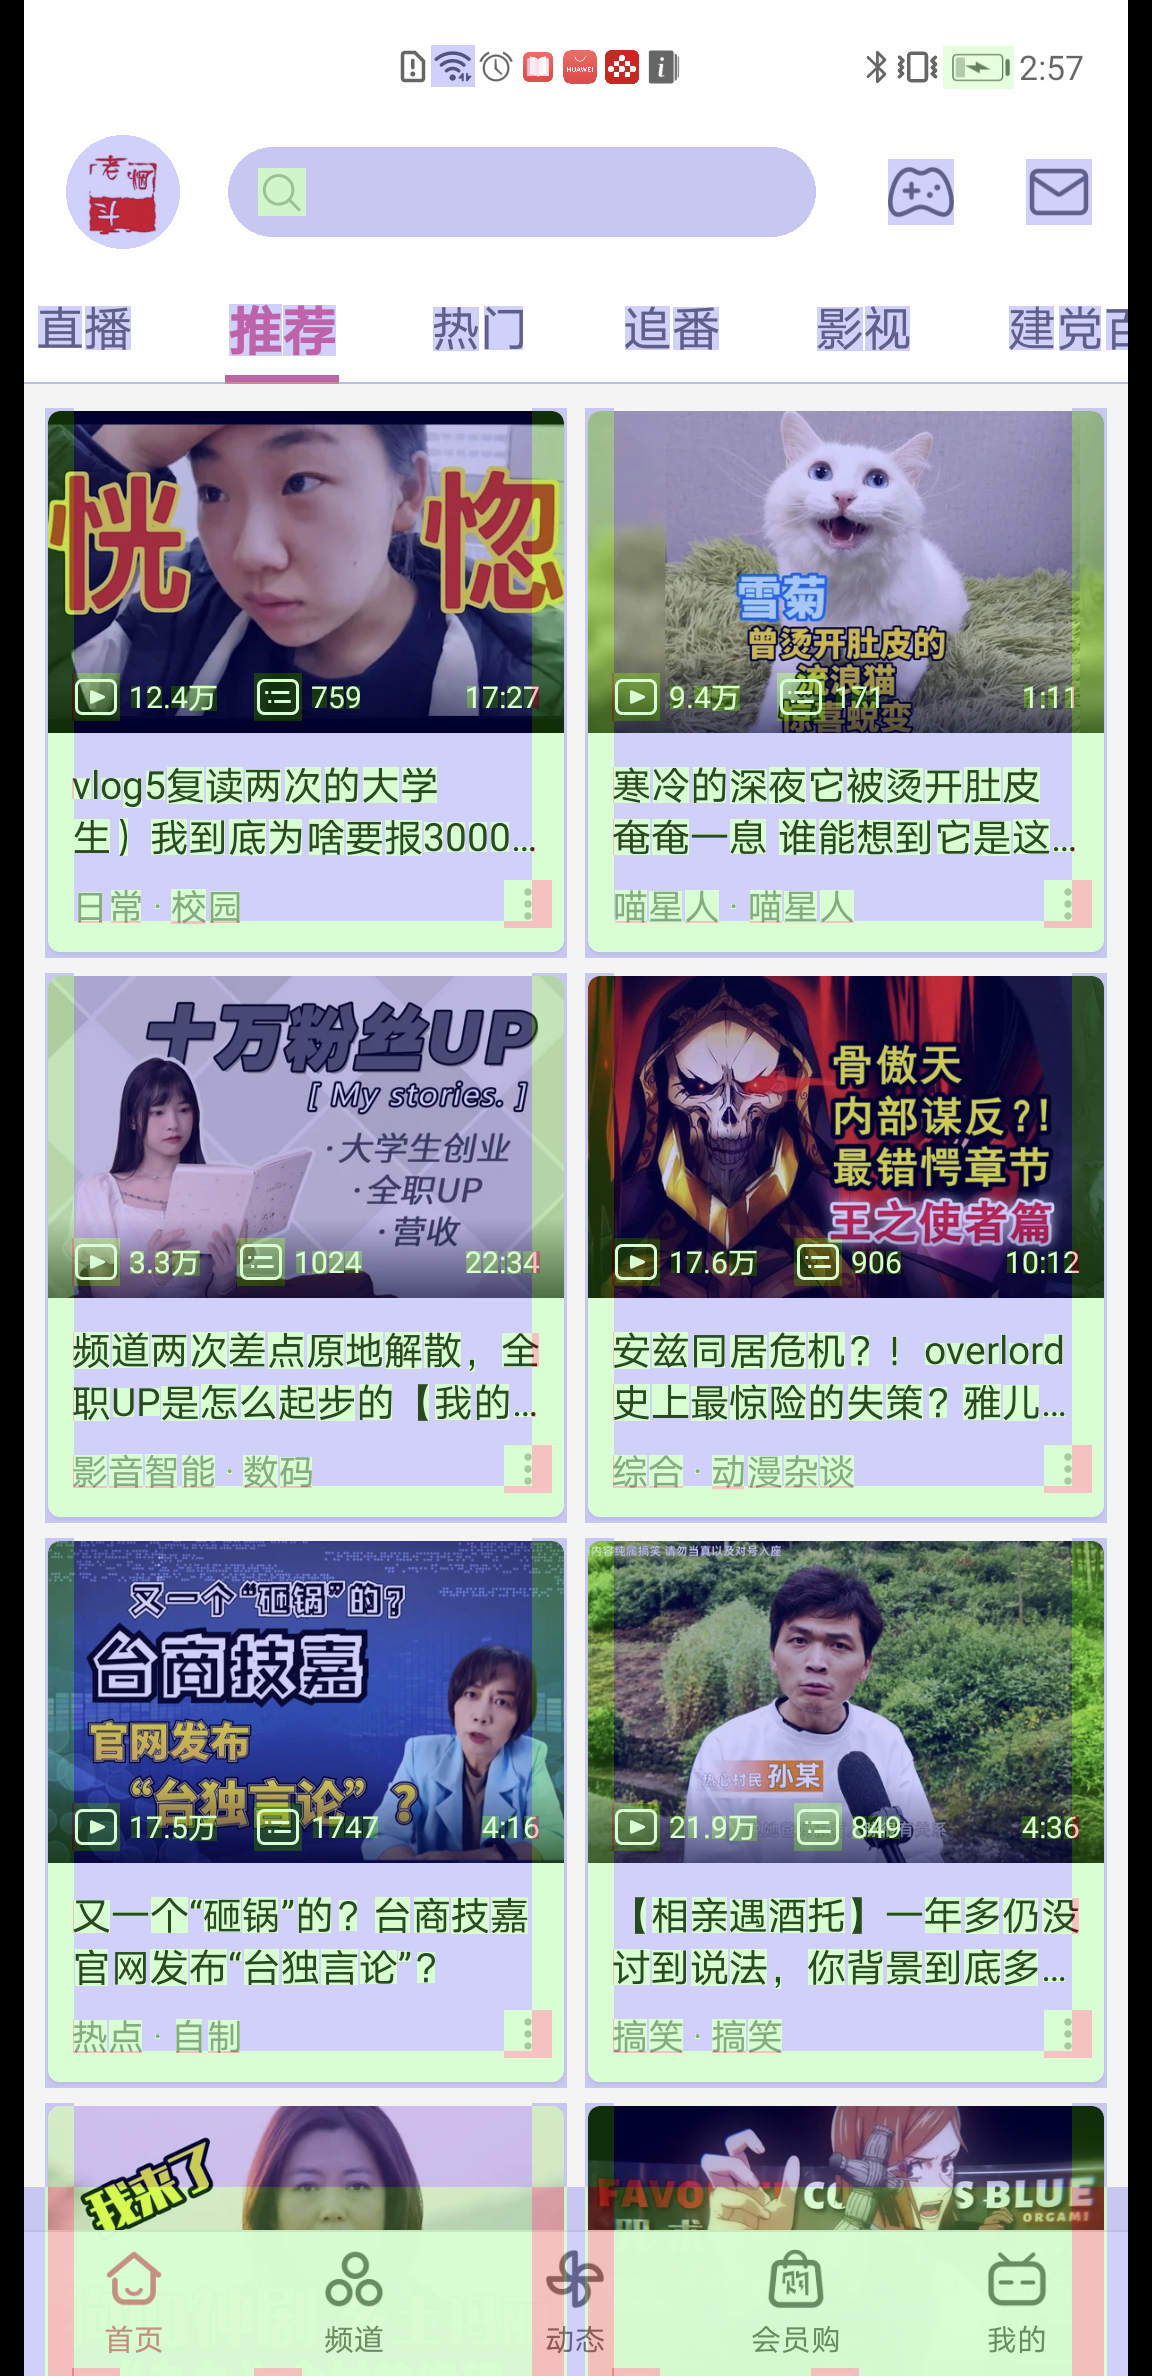 HUAWEI
2:57
直播 推荐 热门 追番 影视 建党百
恍 惚
12.4万 759 17:27
vlog5复读两次的大学
生）我到底为啥要报3000...
日常 · 校园
雪菊
曾烫开肚皮的
流浪猫
惊喜蜕变
9.4万 171 1:11
寒冷的深夜它被烫开肚皮
奄奄一息 谁能想到它是这...
喵星人 · 喵星人
十万粉丝UP
[ My stories. ]
·大学生创业
·全职UP
·营收
3.3万 1024 22:34
频道两次差点原地解散，全
职UP是怎么起步的【我的...
影音智能 · 数码
骨傲天
内部谋反?!
最错愕章节
王之使者篇
17.6万 906 10:12
安兹同居危机？！overlord
史上最惊险的失策？雅儿...
综合 · 动漫杂谈
又一个“砸锅”的？
台商技嘉
官网发布
“台独言论”？
17.5万 1747 4:16
又一个“砸锅”的？台商技嘉
官网发布“台独言论”？
热点 · 自制
内容纯属搞笑 请勿当真以及对号入座
热心村民 孙某
21.9万 849 4:36
【相亲遇酒托】一年多仍没
讨到说法，你背景到底多...
搞笑 · 搞笑
我来了
S BLUE
ORGAMI
首页 频道 动态 会员购 我的